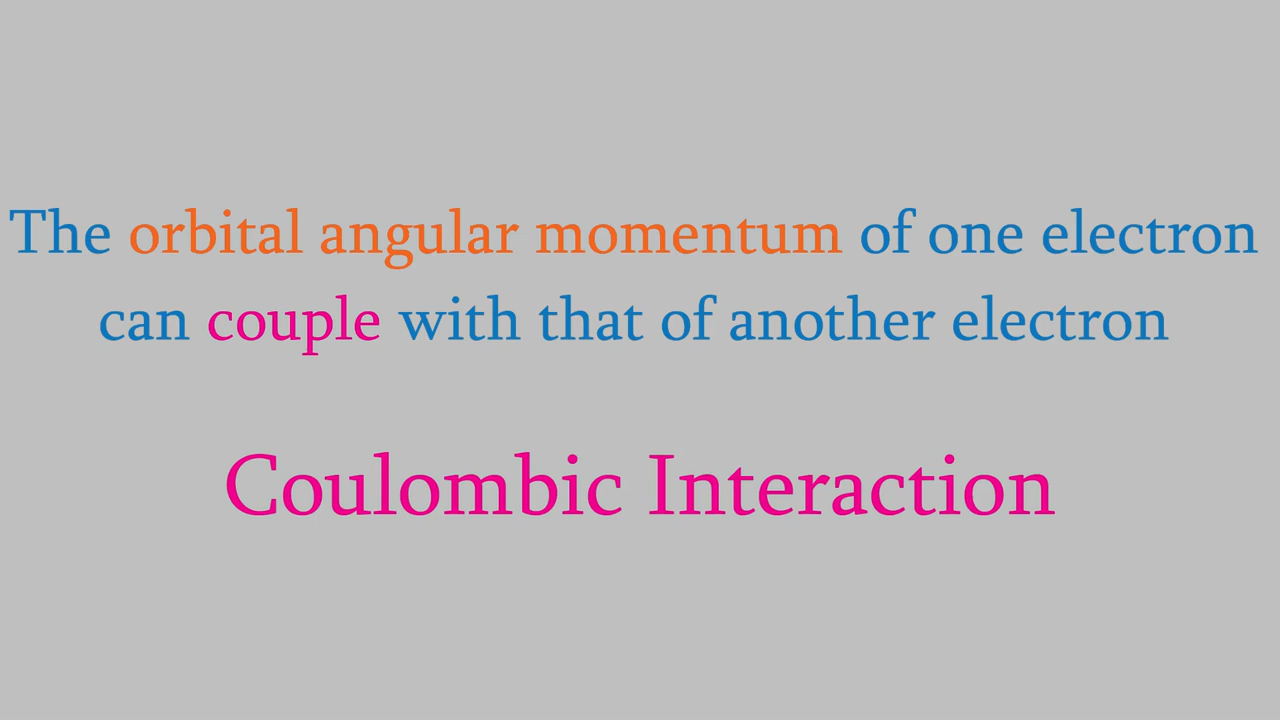 The orbital angular momentum of one electron
can couple with that of another electron
Coulombic Interaction